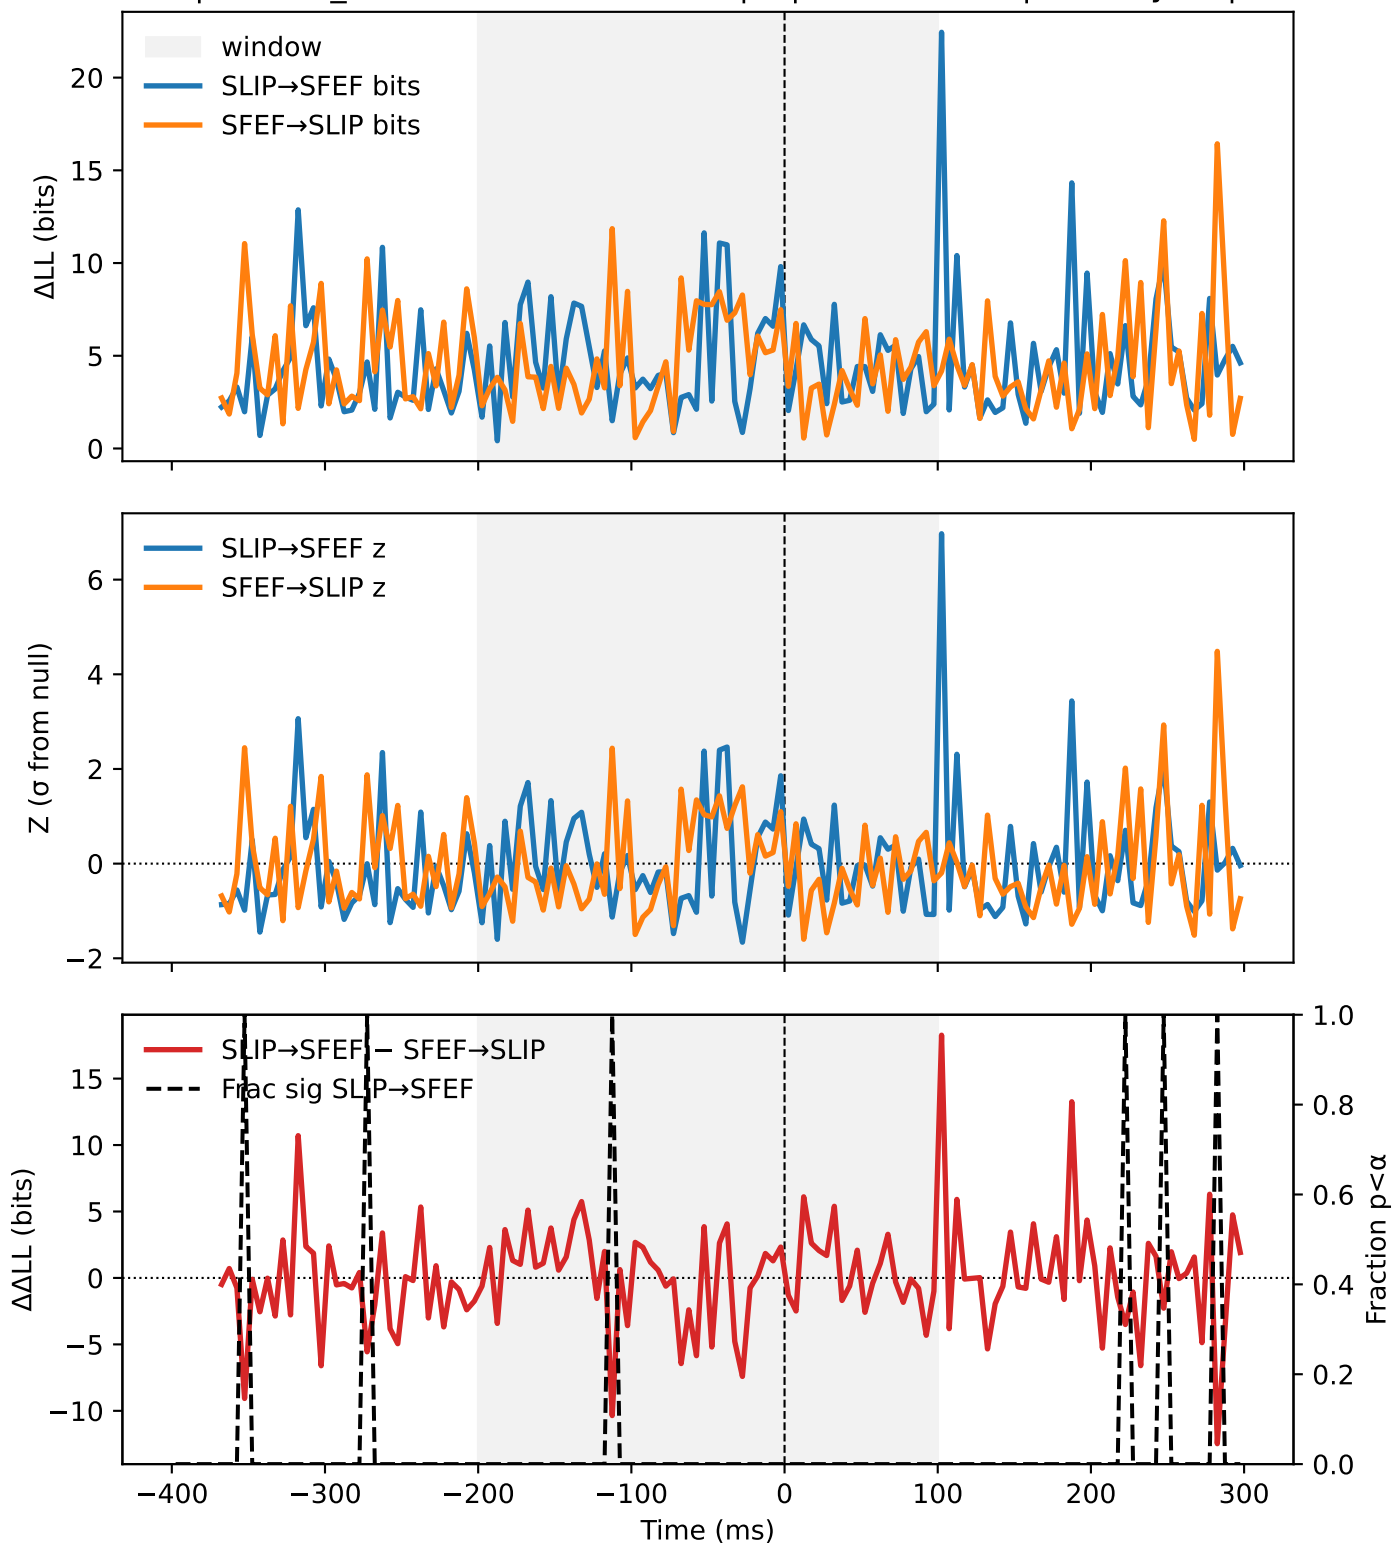 window
SLIP→SFEF bits
SFEF→SLIP bits
20
15
10
5
0
ΔLL (bits)
SLIP→SFEF z
SFEF→SLIP z
6
4
2
0
−2
Z (σ from null)
SLIP→SFEF − SFEF→SLIP
Frac sig SLIP→SFEF
15
10
5
0
−5
−10
ΔΔLL (bits)
1.0
0.8
0.6
0.4
0.2
0.0
Fraction p<α
−400 −300 −200 −100 0 100 200 300
Time (ms)